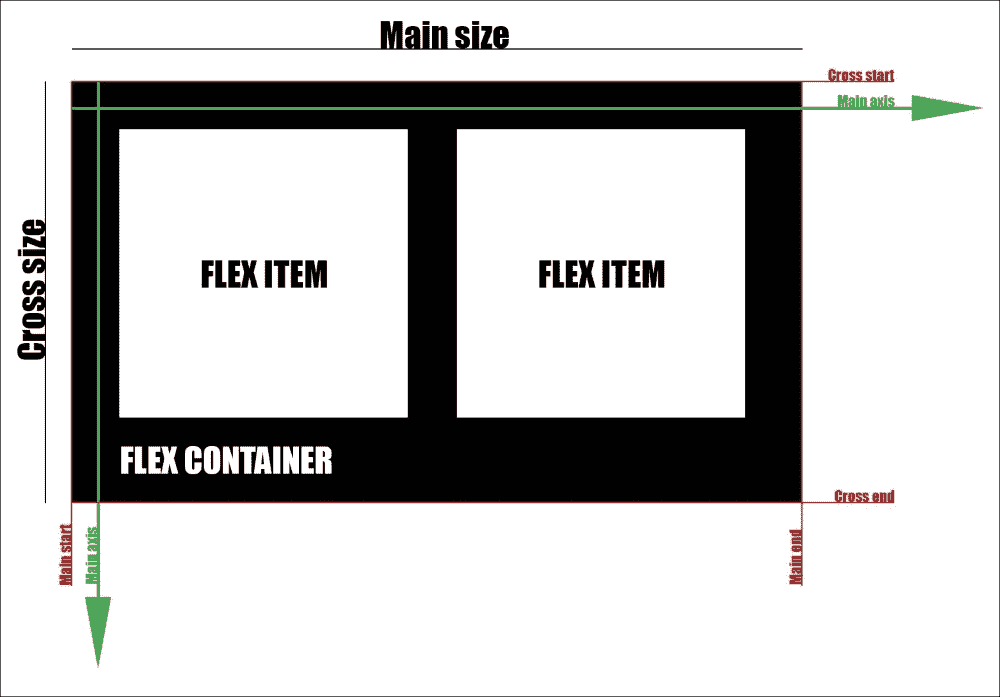 Main size
Cross start
Main axis
Cross size
FLEX ITEM
FLEX ITEM
FLEX CONTAINER
Cross end
Main start
Main axis
Main end